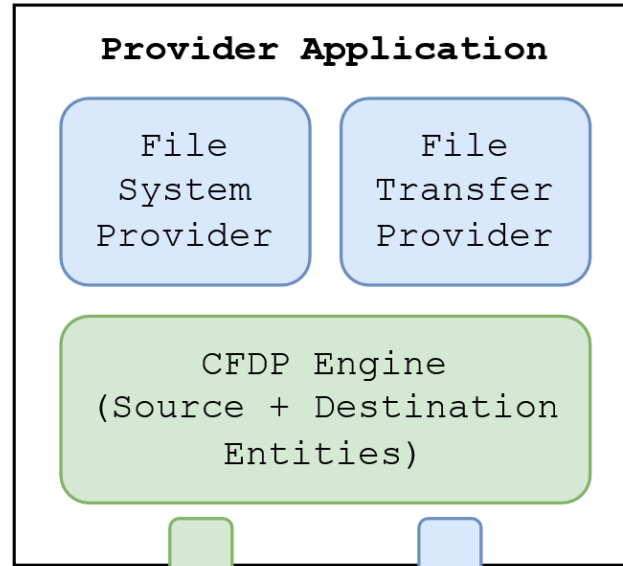 Provider Application
File
System
Provider
File
Transfer
Provider
CFDP Engine
(Source + Destination
Entities)